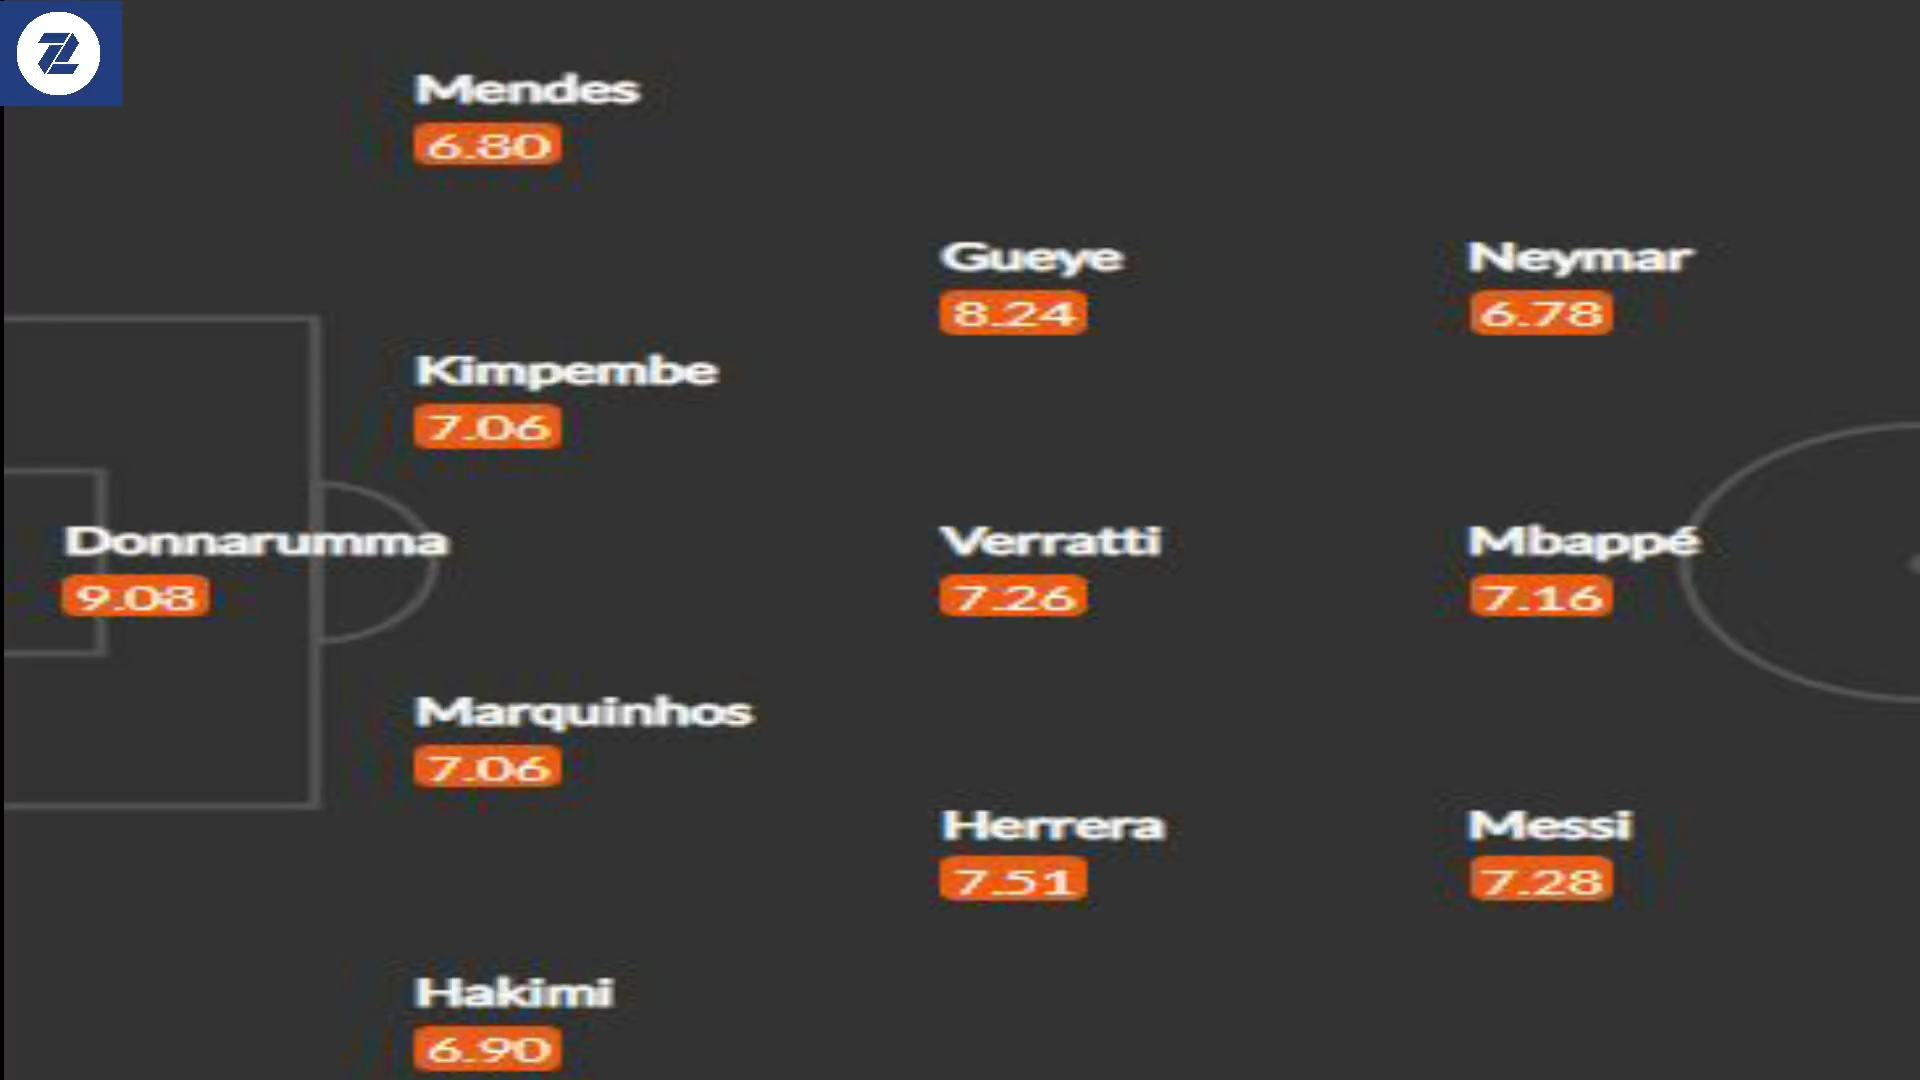 Mendes
6.80
Gueye
8.24
Neymar
6.78
Kimpembe
7.06
Donnarumma
9.08
Verratti
7.26
Mbappé
7.16
Marquinhos
7.06
Herrera
7.51
Messi
7.28
Hakimi
6.90